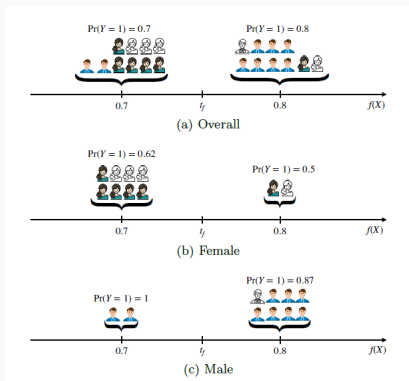 Pr(Y = 1) = 0.7 Pr(Y = 1) = 0.8
0.7 t_f 0.8 f(X)
(a) Overall
Pr(Y = 1) = 0.62 Pr(Y = 1) = 0.5
0.7 t_f 0.8 f(X)
(b) Female
Pr(Y = 1) = 1 Pr(Y = 1) = 0.87
0.7 t_f 0.8 f(X)
(c) Male